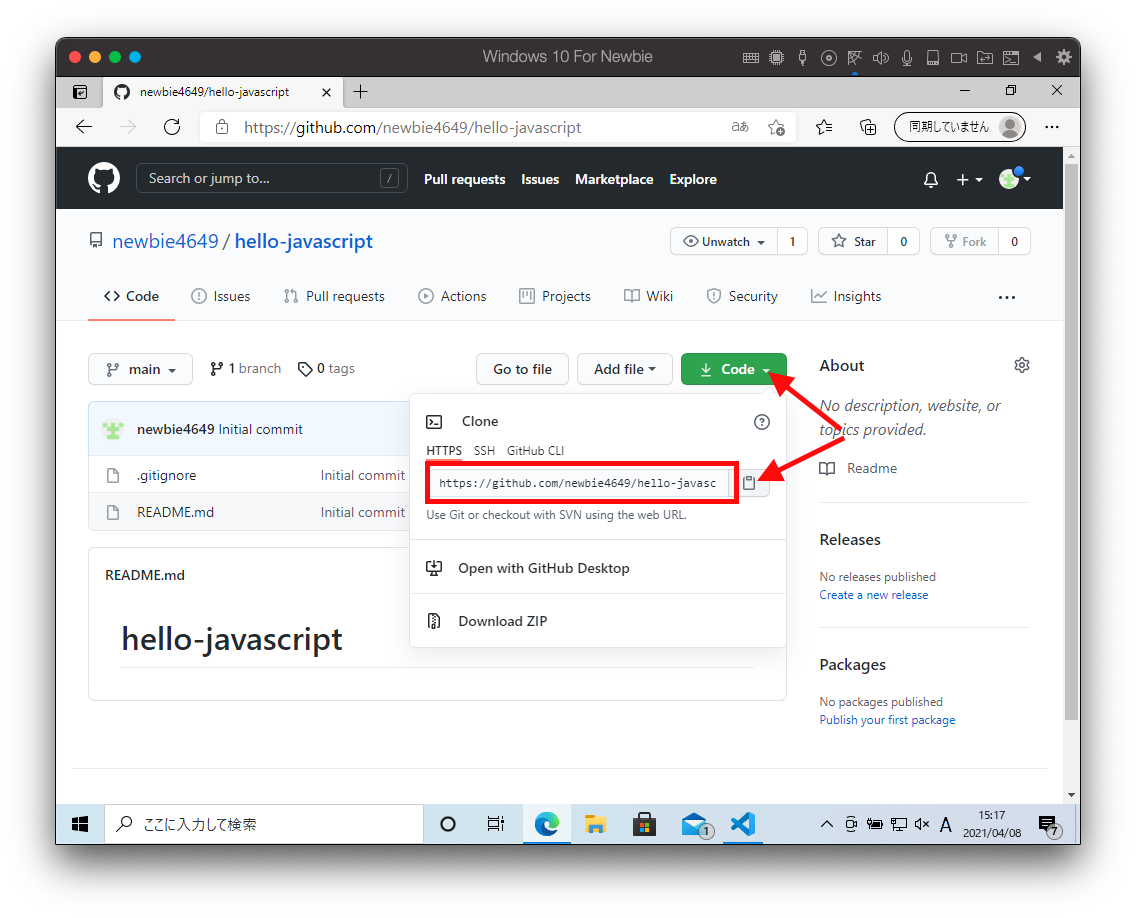 Windows 10 For Newbie
newbie4649/hello-javascript
https://github.com/newbie4649/hello-javascript
aあ
同期していません
Search or jump to...
/
Pull requests Issues Marketplace Explore
newbie4649 / hello-javascript
Unwatch 1
Star 0
Fork 0
Code Issues Pull requests Actions Projects Wiki Security Insights
main 1 branch 0 tags Go to file Add file Code
About
No description, website, or
topics provided.
Readme
newbie4649 Initial commit
.gitignore Initial commit
README.md Initial commit
Clone
HTTPS SSH GitHub CLI
https://github.com/newbie4649/hello-javasc
Use Git or checkout with SVN using the web URL.
Open with GitHub Desktop
Download ZIP
README.md
hello-javascript
Releases
No releases published
Create a new release
Packages
No packages published
Publish your first package
ここに入力して検索
1
A
15:17
2021/04/08
7